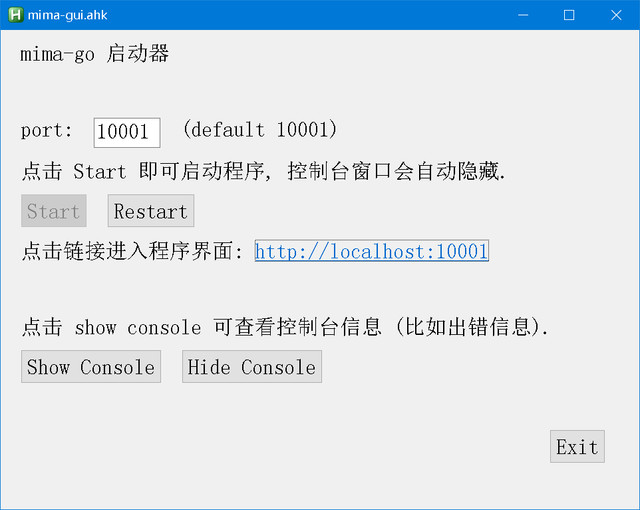 mima-gui.ahk
mima-go 启动器
port: 10001 (default 10001)
点击 Start 即可启动程序, 控制台窗口会自动隐藏.
Start Restart
点击链接进入程序界面: http://localhost:10001
点击 show console 可查看控制台信息 (比如出错信息).
Show Console Hide Console
Exit